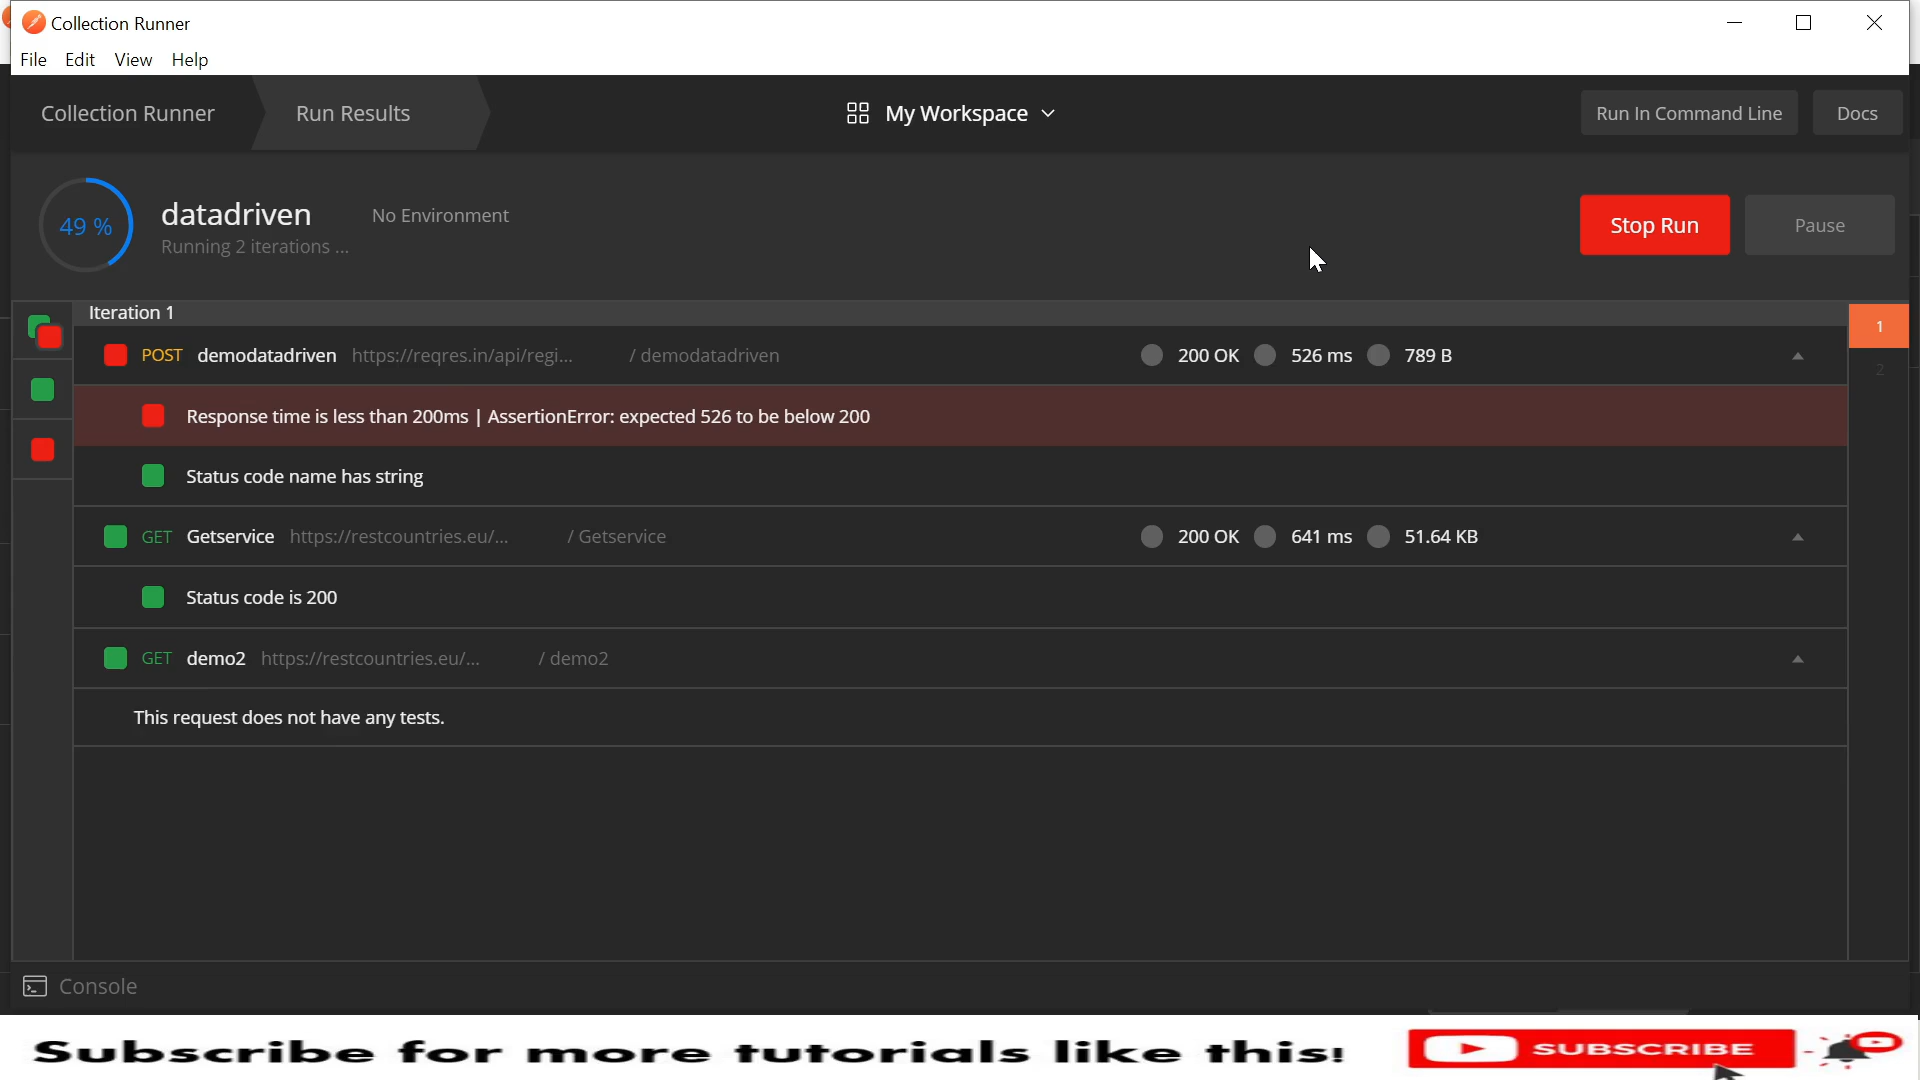 Collection Runner
File Edit View Help
Collection Runner Run Results My Workspace Run In Command Line Docs
49 % datadriven No Environment Stop Run Pause
Running 2 iterations ...
Iteration 1
1
POST demodatadriven https://reqres.in/api/regi... / demodatadriven 200 OK 526 ms 789 B
2
Response time is less than 200ms | AssertionError: expected 526 to be below 200
Status code name has string
GET Getservice https://restcountries.eu/... / Getservice 200 OK 641 ms 51.64 KB
Status code is 200
GET demo2 https://restcountries.eu/... / demo2
This request does not have any tests.
Console
Subscribe for more tutorials like this! SUBSCRIBE